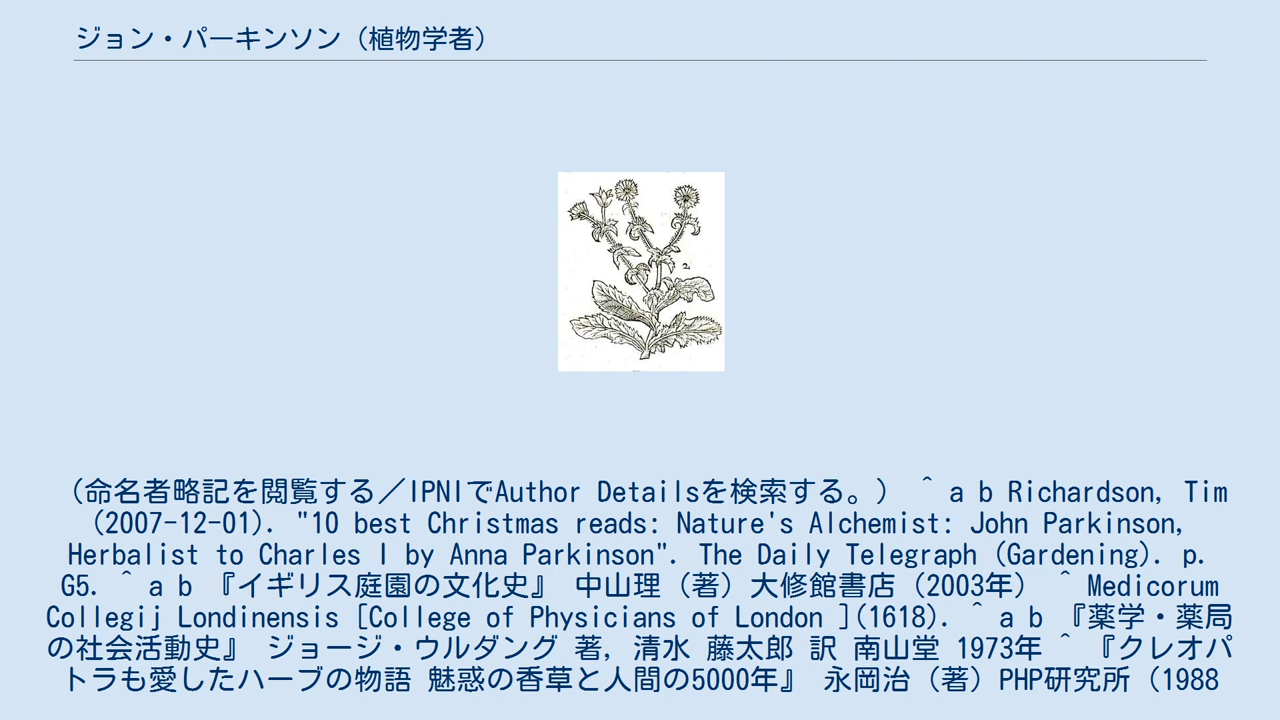 ジョン・パーキンソン（植物学者）
2
（命名者略記を閲覧する／IPNIでAuthor Detailsを検索する。） ^ a b Richardson, Tim
(2007-12-01). "10 best Christmas reads: Nature's Alchemist: John Parkinson,
Herbalist to Charles I by Anna Parkinson". The Daily Telegraph (Gardening). p.
G5. ^ a b 『イギリス庭園の文化史』 中山理（著）大修館書店（2003年） ^ Medicorum
Collegij Londinensis [College of Physicians of London ](1618). ^ a b 『薬学・薬局
の社会活動史』 ジョージ・ウルダング 著, 清水 藤太郎 訳 南山堂 1973年 ^ 『クレオパ
トラも愛したハーブの物語 魅惑の香草と人間の5000年』 永岡治（著）PHP研究所（1988